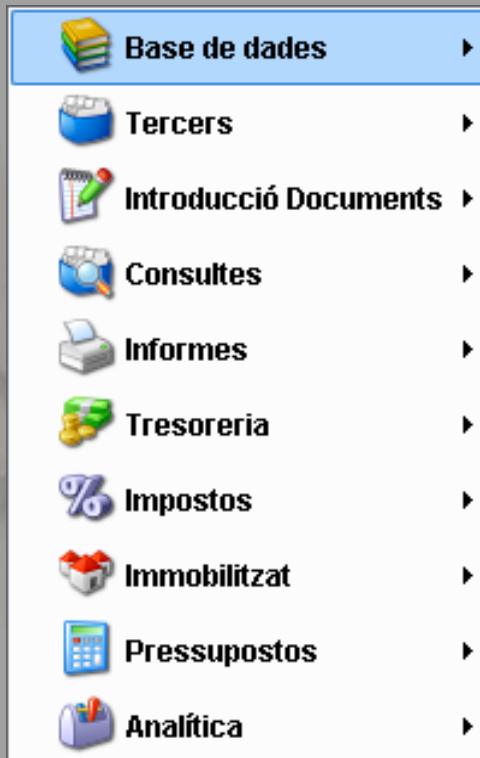 Base de dades
Tercers
Introducció Documents
Consultes
Informes
Tresoreria
Impostos
Immobilitzat
Pressupostos
Analítica